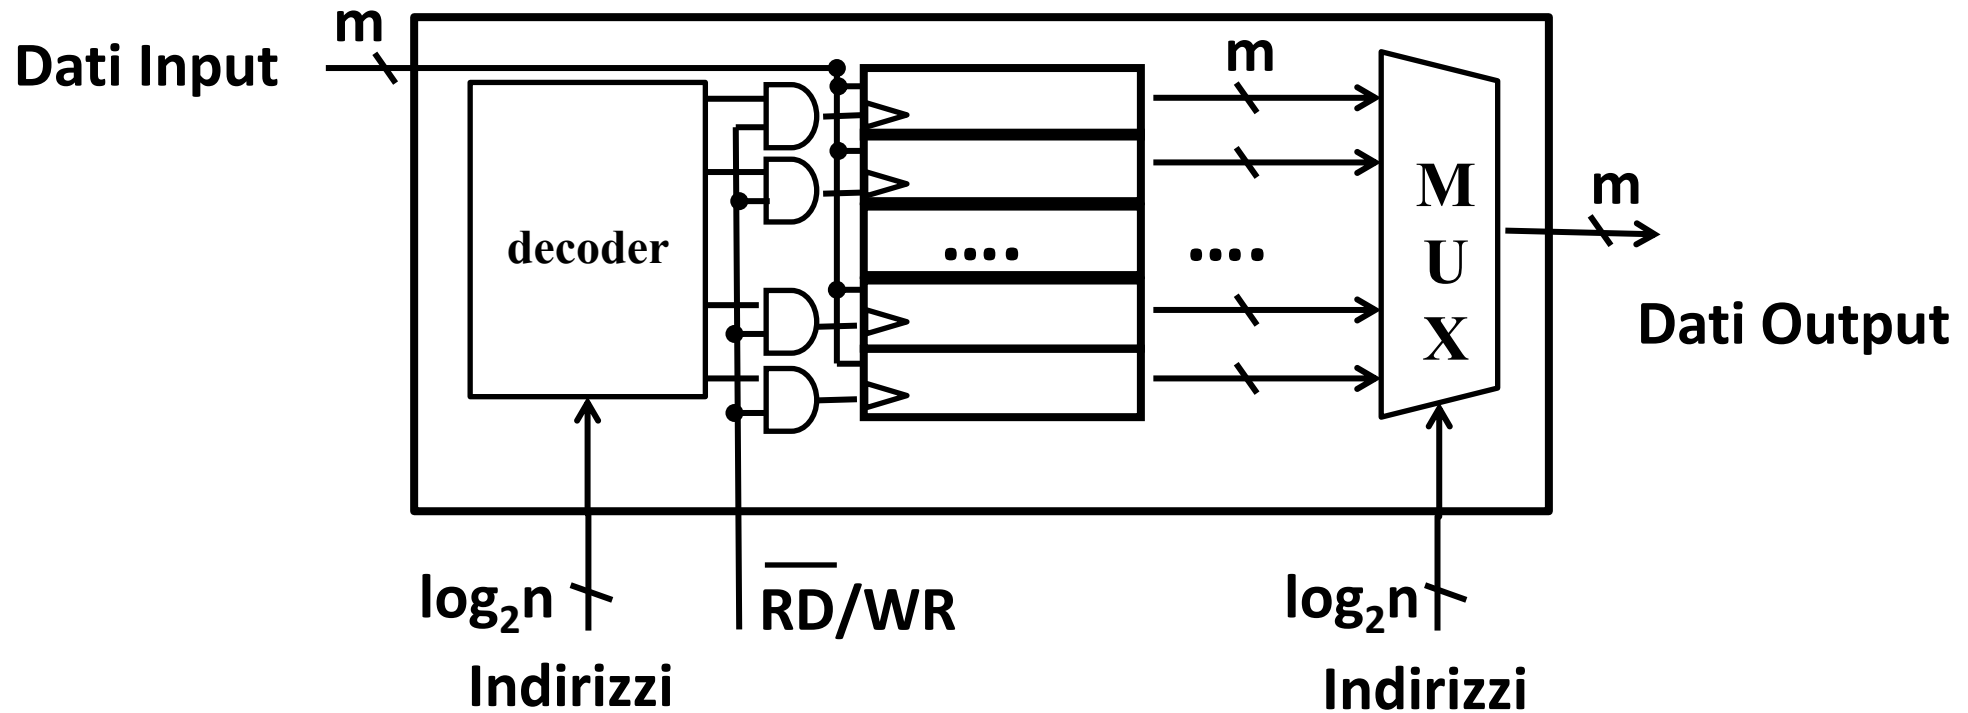 m
Dati Input
m
m
decoder
M
U
X
....
....
Dati Output
log₂n
RD/WR
log₂n
Indirizzi
Indirizzi